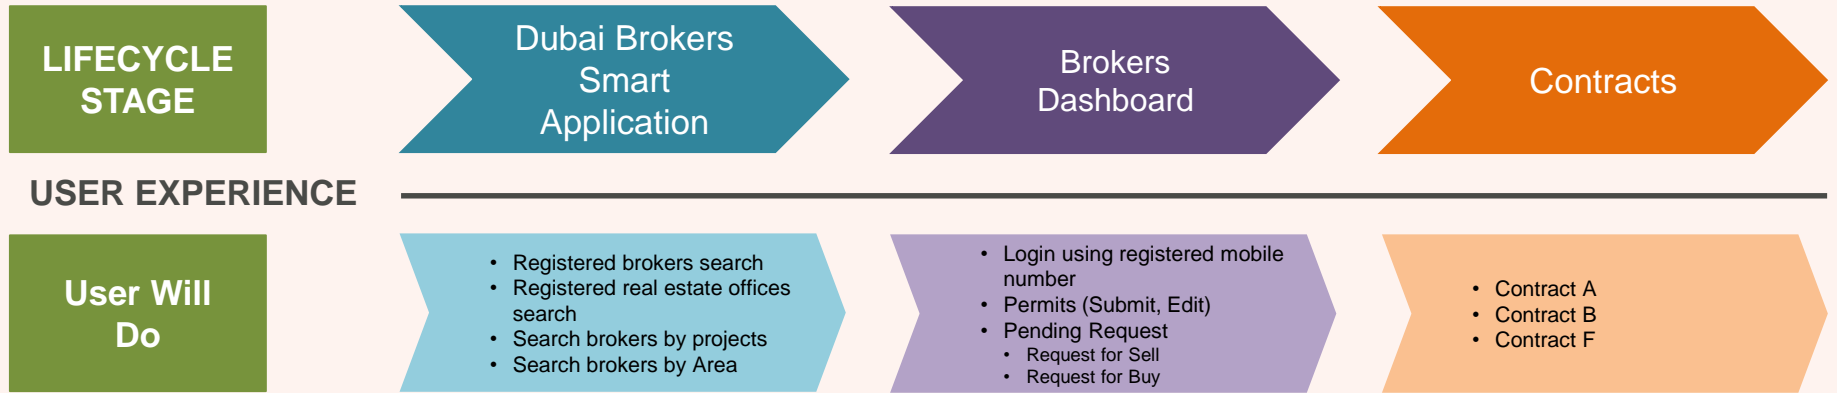 LIFECYCLE
STAGE
Dubai Brokers
Smart
Application
Brokers
Dashboard
Contracts
USER EXPERIENCE
User Will
Do
• Registered brokers search
• Registered real estate offices
search
• Search brokers by projects
• Search brokers by Area
• Login using registered mobile
number
• Permits (Submit, Edit)
• Pending Request
• Request for Sell
• Request for Buy
• Contract A
• Contract B
• Contract F